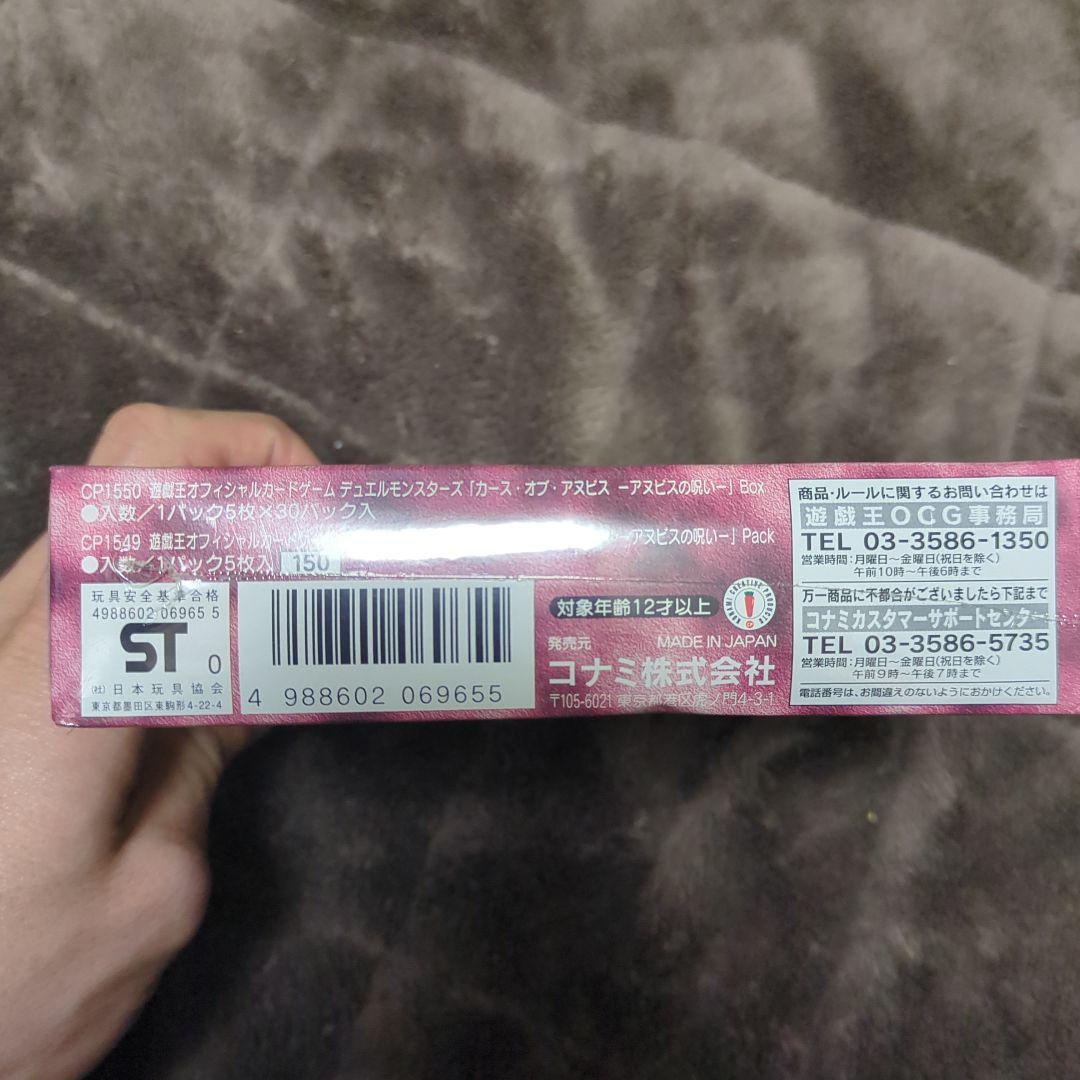 CP1550 遊戯王オフィシャルカードゲーム デュエルモンスターズ「カース・オブ・アヌビス ーアヌビスの呪いー」Box
●入数/1パック5枚×30パック入
CP1549 遊戯王オフィシャルカード ーアヌビスの呪いー」Pack
●入数/1パック5枚入 150
玩具安全基準合格
4988602 06965 5
ST 0
(社)日本玩具協会
東京都墨田区東駒形4-22-4
4 988602 069655
対象年齢12才以上
KONAMI CREATIVE PRODUCTS CP
発売元 MADE IN JAPAN
コナミ株式会社
〒105-6021 東京都港区虎ノ門4-3-1
商品・ルールに関するお問い合わせは
遊戯王OCG事務局
TEL 03-3586-1350
営業時間:月曜日〜金曜日(祝日を除く)
午前10時〜午後6時まで
万一商品に不都合がございましたら下記まで
コナミカスタマーサポートセンター
TEL 03-3586-5735
営業時間:月曜日〜金曜日(祝日を除く)
午前9時〜午後7時まで
電話番号は、お間違えのないようにおかけください。